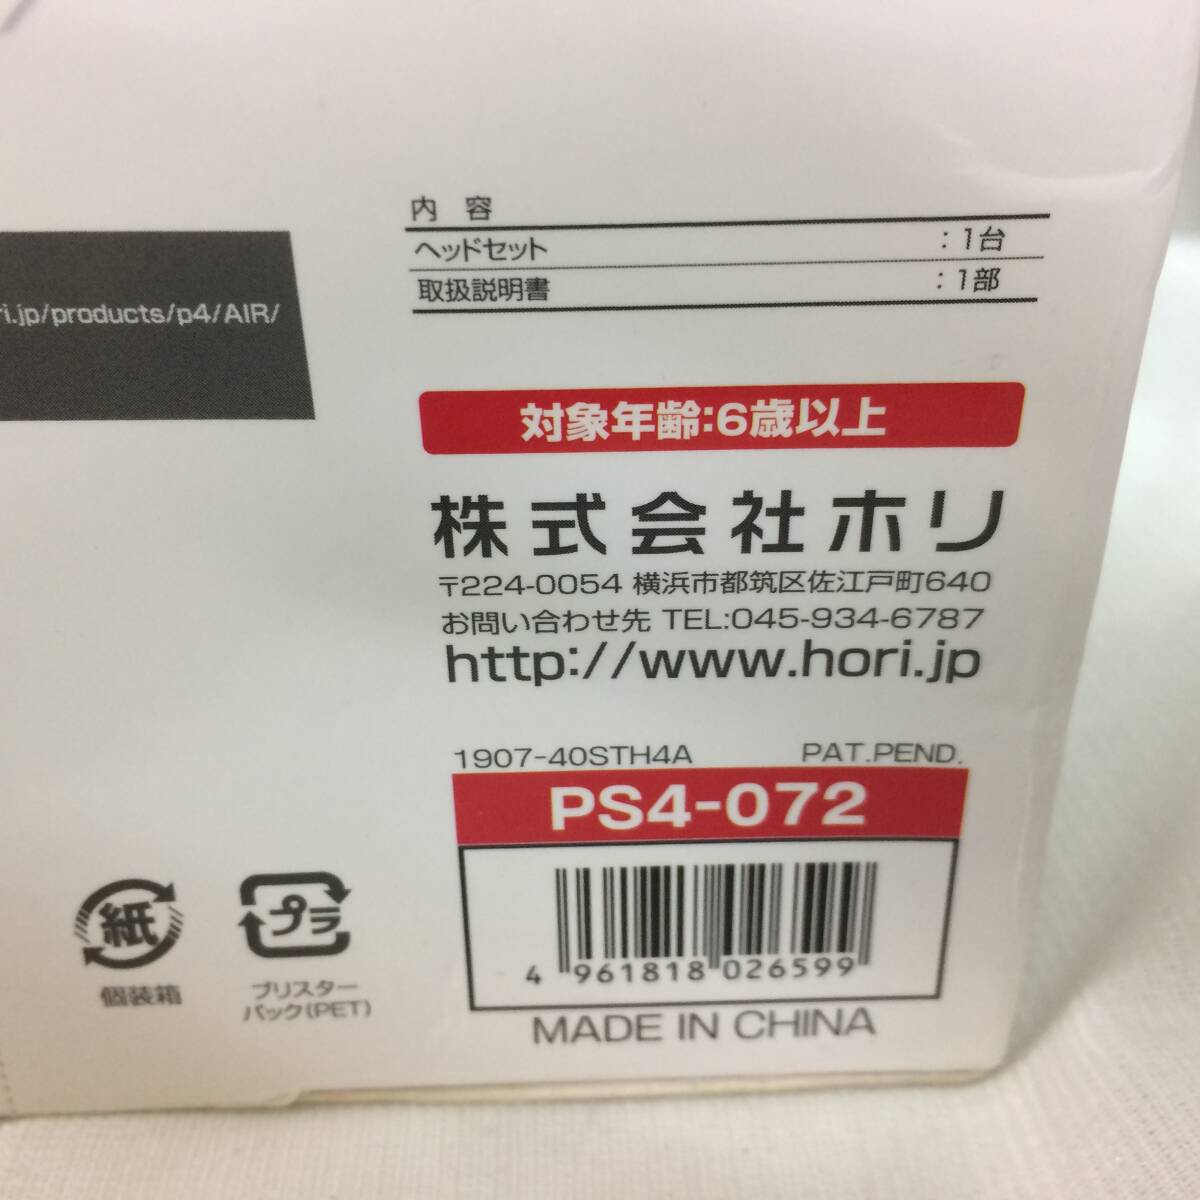 内 容
ヘッドセット : 1台
取扱説明書 : 1部
ri.jp/products/p4/AIR/
対象年齢:6歳以上
株式会社ホリ
〒224-0054 横浜市都筑区佐江戸町640
お問い合わせ先 TEL:045-934-6787
http://www.hori.jp
1907-40STH4A PAT.PEND.
PS4-072
4 961818 026599
MADE IN CHINA
紙
個装箱
プラ
ブリスター
パック(PET)